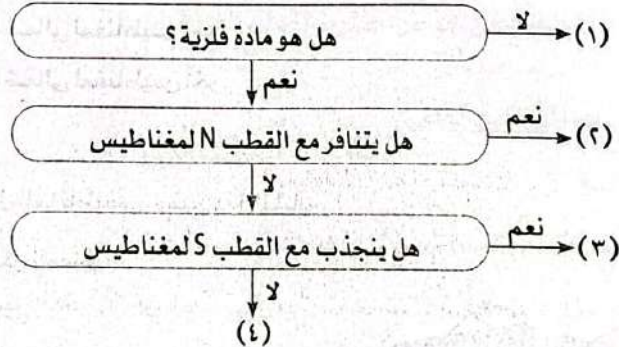 هل هو مادة فلزية؟
لا
(١)
نعم
هل يتنافر مع القطب N لمغناطيس
نعم
(٢)
لا
هل ينجذب مع القطب S لمغناطيس
نعم
(٣)
لا
(٤)